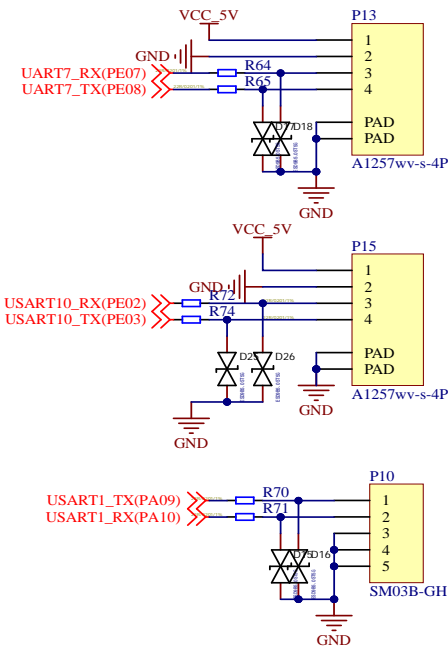 VCC_5V
P13
1
GND
2
UART7_RX(PE07)
R64
3
UART7_TX(PE08)
R65
4
D17
D18
PAD
PAD
A1257wv-s-4P
GND
VCC_5V
P15
1
GND
2
USART10_RX(PE02)
R72
3
USART10_TX(PE03)
R74
4
D25
D26
PAD
PAD
A1257wv-s-4P
GND
GND
P10
USART1_TX(PA09)
R70
1
USART1_RX(PA10)
R71
2
3
4
D15
D16
5
SM03B-GH
GND